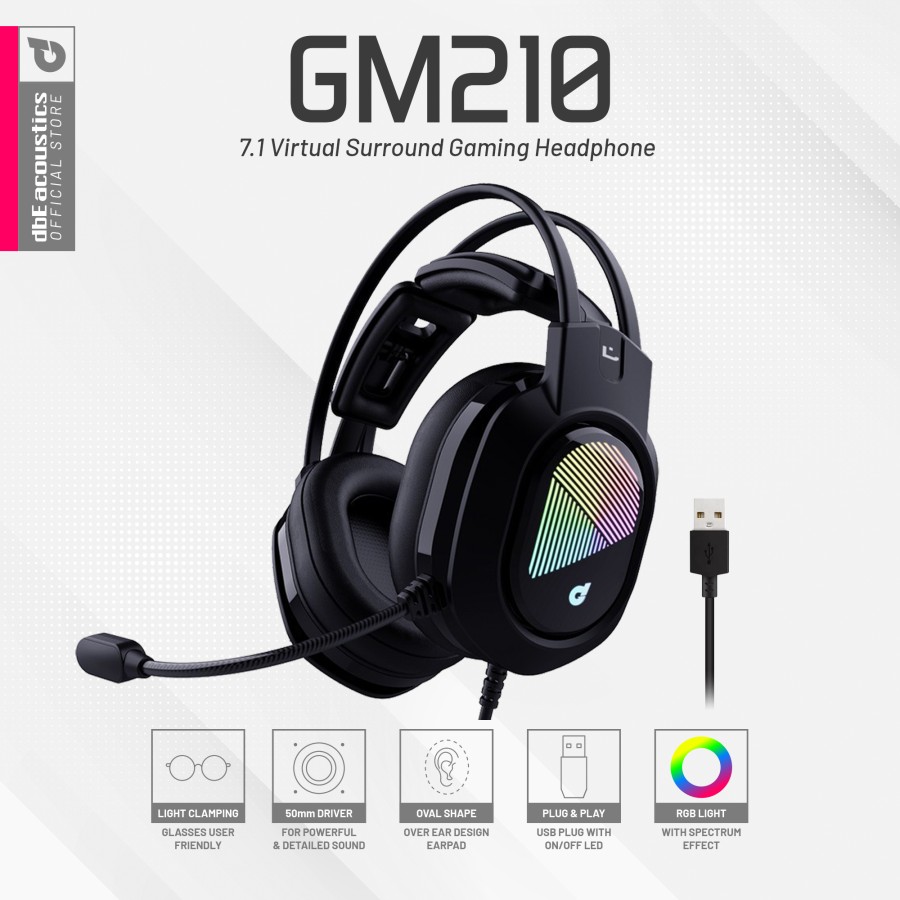 GM210
7.1 Virtual Surround Gaming Headphone
dbE acoustics
OFFICIAL STORE
LIGHT CLAMPING
GLASSES USER
FRIENDLY
50mm DRIVER
FOR POWERFUL
& DETAILED SOUND
OVAL SHAPE
OVER EAR DESIGN
EARPAD
PLUG & PLAY
USB PLUG WITH
ON/OFF LED
RGB LIGHT
WITH SPECTRUM
EFFECT